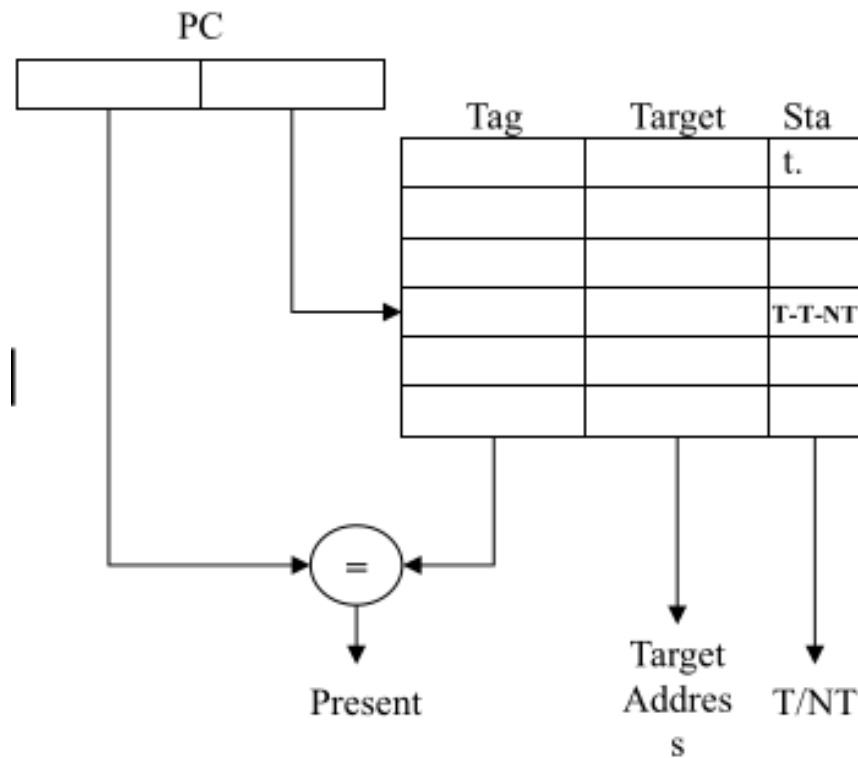 PC
Tag Target Sta
t.
T-T-NT
=
Present
Target
Addres
s
T/NT